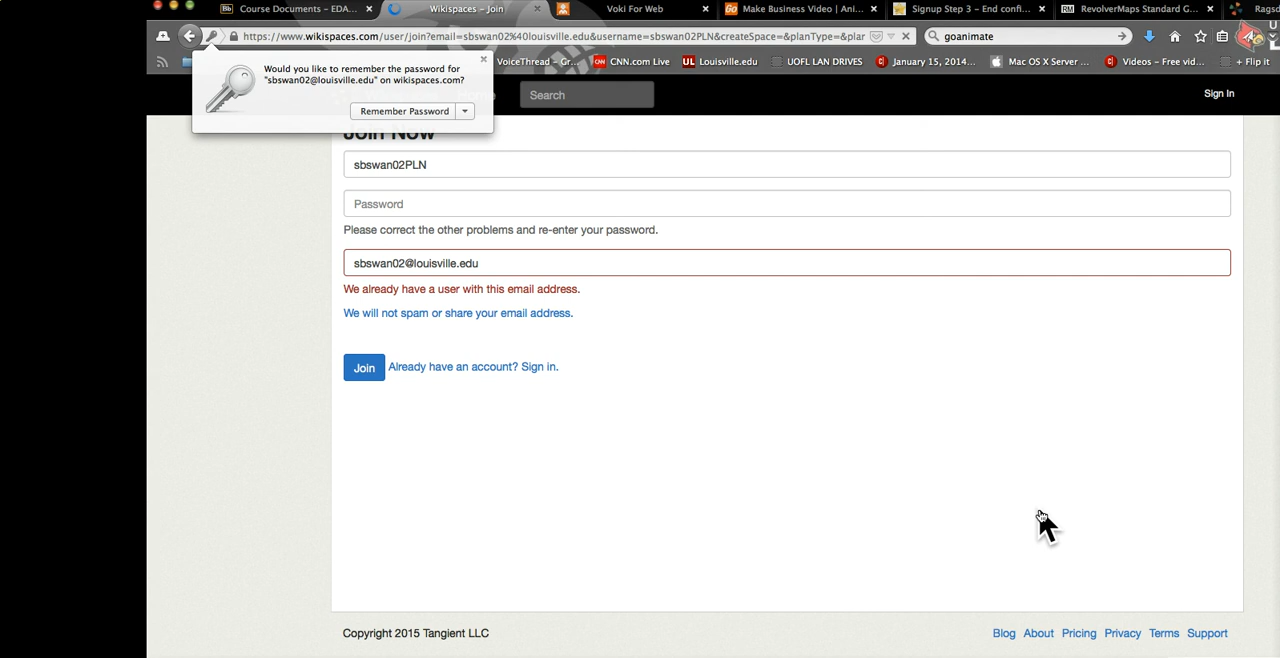 Course Documents – EDA...
Wikispaces – Join
Voki For Web
Make Business Video | Ani...
Signup Step 3 – End confi...
RevolverMaps Standard G...
Ragsd
https://www.wikispaces.com/user/join?email=sbswan02%40louisville.edu&username=sbswan02PLN&createSpace=&planType=&plar
goanimate
VoiceThread – Gr...
CNN.com Live
Louisville.edu
UOFL LAN DRIVES
January 15, 2014...
Mac OS X Server ...
Videos – Free vid...
+ Flip it
Would you like to remember the password for
"sbswan02@louisville.edu" on wikispaces.com?
Remember Password
Search
Sign In
Join Now
sbswan02PLN
Password
Please correct the other problems and re-enter your password.
sbswan02@louisville.edu
We already have a user with this email address.
We will not spam or share your email address.
Join
Already have an account? Sign in.
Copyright 2015 Tangient LLC
Blog About Pricing Privacy Terms Support